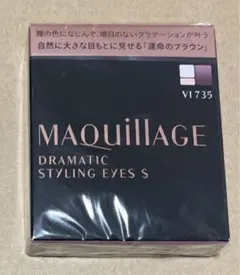 瞳の色になじんで、境目のないグラデーションが叶う
自然に大きな目もとに見せる「運命のブラウン」
VI 735
MAQuillAGE
DRAMATIC
STYLING EYES S